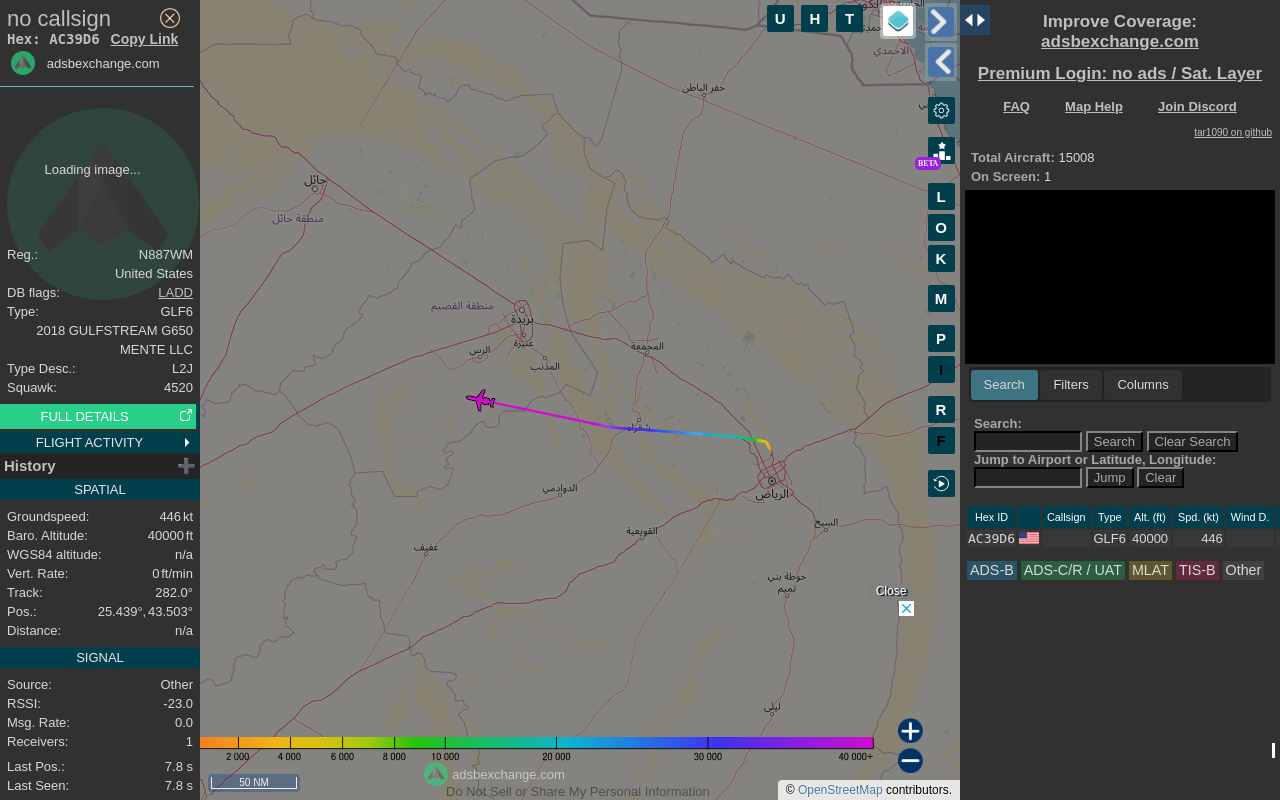 no callsign
Hex: AC39D6 Copy Link
adsbexchange.com
Loading image...
Reg.: N887WM
United States
DB flags: LADD
Type: GLF6
2018 GULFSTREAM G650
MENTE LLC
Type Desc.: L2J
Squawk: 4520
FULL DETAILS
FLIGHT ACTIVITY
History
SPATIAL
Groundspeed: 446 kt
Baro. Altitude: 40000 ft
WGS84 altitude: n/a
Vert. Rate: 0 ft/min
Track: 282.0°
Pos.: 25.439°, 43.503°
Distance: n/a
SIGNAL
Source: Other
RSSI: -23.0
Msg. Rate: 0.0
Receivers: 1
Last Pos.: 7.8 s
Last Seen: 7.8 s
U H T
الاحمدي
حفر الباطن
حائل
منطقة حائل
منطقة القصيم
بريدة
عنيزة
الرس
المذنب
المجمعة
شقراء
الدوادمي
الرياض
القويعية
السيح
عفيف
حوطة بني
تميم
ليلى
BETA
L
O
K
M
P
I
R
F
Close
2 000 4 000 6 000 8 000 10 000 20 000 30 000 40 000+
50 NM
adsbexchange.com
Do Not Sell or Share My Personal Information
© OpenStreetMap contributors.
Improve Coverage:
adsbexchange.com
Premium Login: no ads / Sat. Layer
FAQ Map Help Join Discord
tar1090 on github
Total Aircraft: 15008
On Screen: 1
Search Filters Columns
Search:
Search Clear Search
Jump to Airport or Latitude, Longitude:
Jump Clear
Hex ID Callsign Type Alt. (ft) Spd. (kt) Wind D.
AC39D6 GLF6 40000 446
ADS-B ADS-C/R / UAT MLAT TIS-B Other